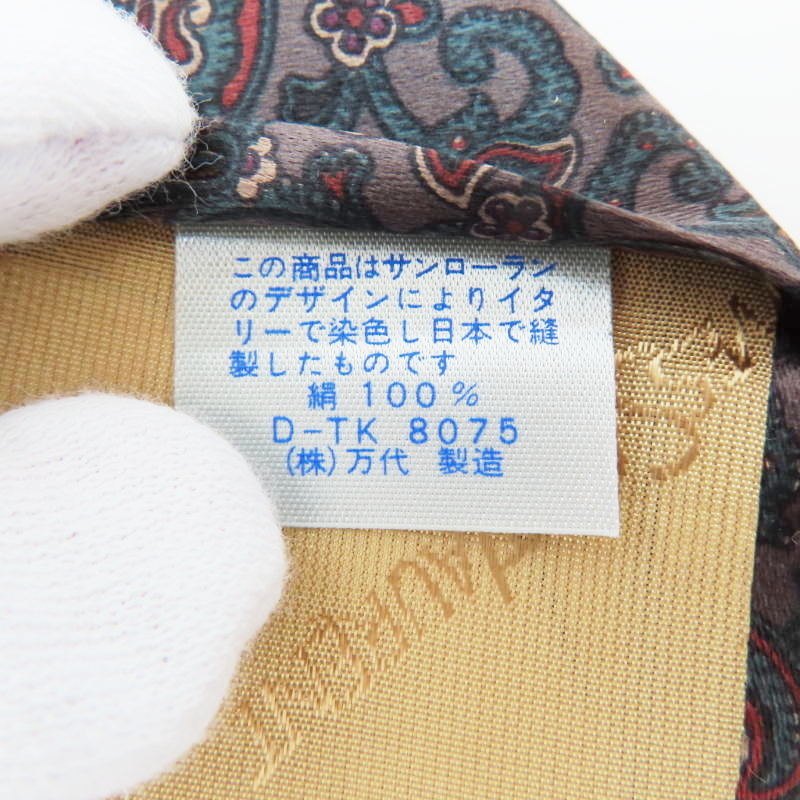 この商品はサンローラン
のデザインによりイタ
リーで染色し日本で縫
製したものです
絹 100%
D-TK 8075
(株)万代 製造